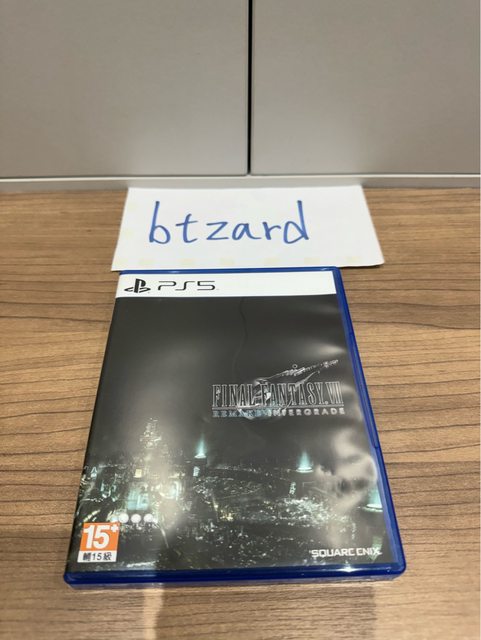 btzard
PS5
FINAL FANTASY VII
REMAKE INTERGRADE
15+
輔15級
SQUARE ENIX